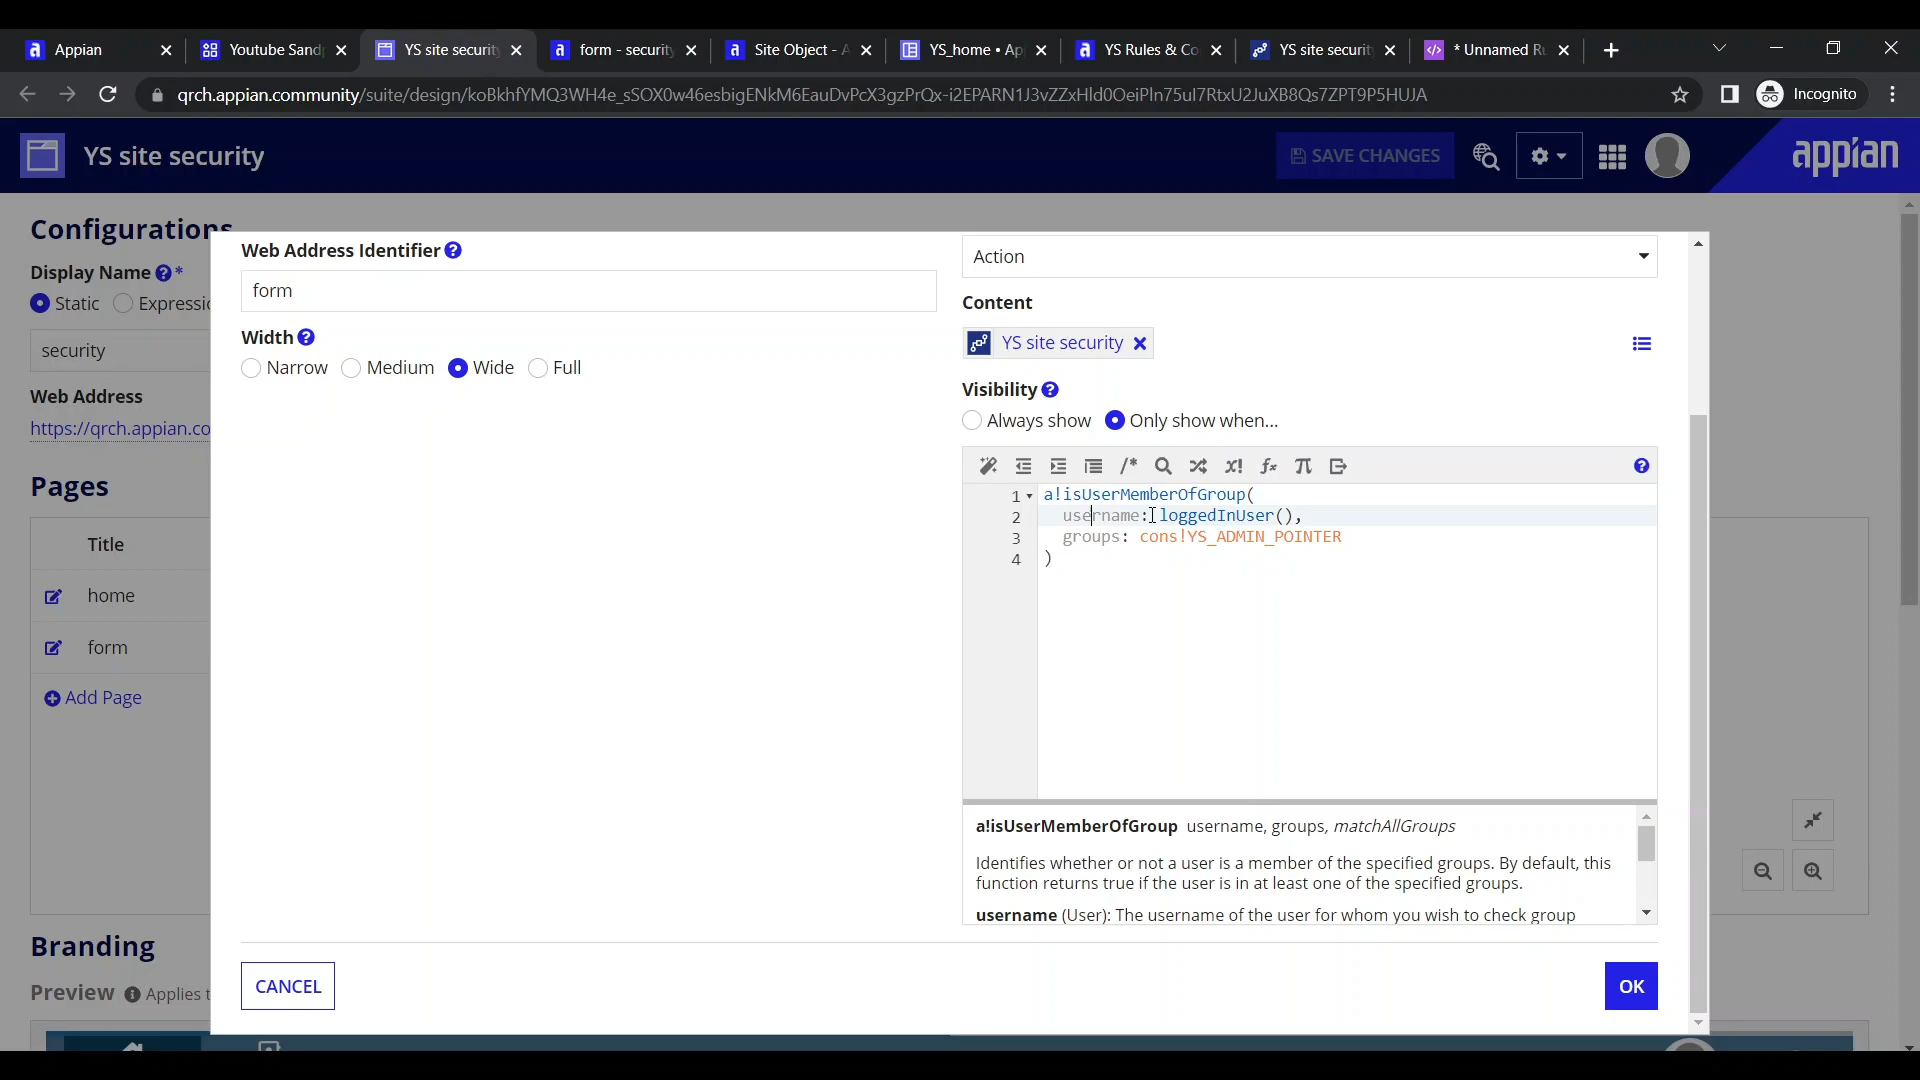 Appian
Youtube Sand
YS site securit
form - securit
Site Object - A
YS_home • Ap
YS Rules & Co
YS site securit
* Unnamed Ru
qrch.appian.community/suite/design/koBkhfYMQ3WH4e_sSOX0w46esbigENkM6EauDvPcX3gzPrQx-i2EPARN1J3vZZxHld0OeiPln75ul7RtxU2JuXB8Qs7ZPT9P5HUJA
Incognito
YS site security
SAVE CHANGES
appian
Configurations
Display Name ? *
Static
Expressio
security
Web Address
https://qrch.appian.co
Pages
Title
home
form
Add Page
Branding
Preview
Applies t
Web Address Identifier ?
form
Width ?
Narrow Medium Wide Full
Action
Content
YS site security
Visibility ?
Always show Only show when...
1 a!isUserMemberOfGroup(
2 username: loggedInUser(),
3 groups: cons!YS_ADMIN_POINTER
4 )
a!isUserMemberOfGroup username, groups, matchAllGroups
Identifies whether or not a user is a member of the specified groups. By default, this
function returns true if the user is in at least one of the specified groups.
username (User): The username of the user for whom you wish to check group
CANCEL
OK